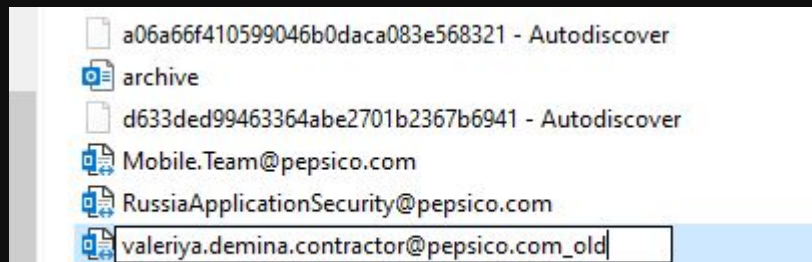 a06a66f410599046b0daca083e568321 - Autodiscover
archive
d633ded99463364abe2701b2367b6941 - Autodiscover
Mobile.Team@pepsico.com
RussiaApplicationSecurity@pepsico.com
valeriya.demina.contractor@pepsico.com_old